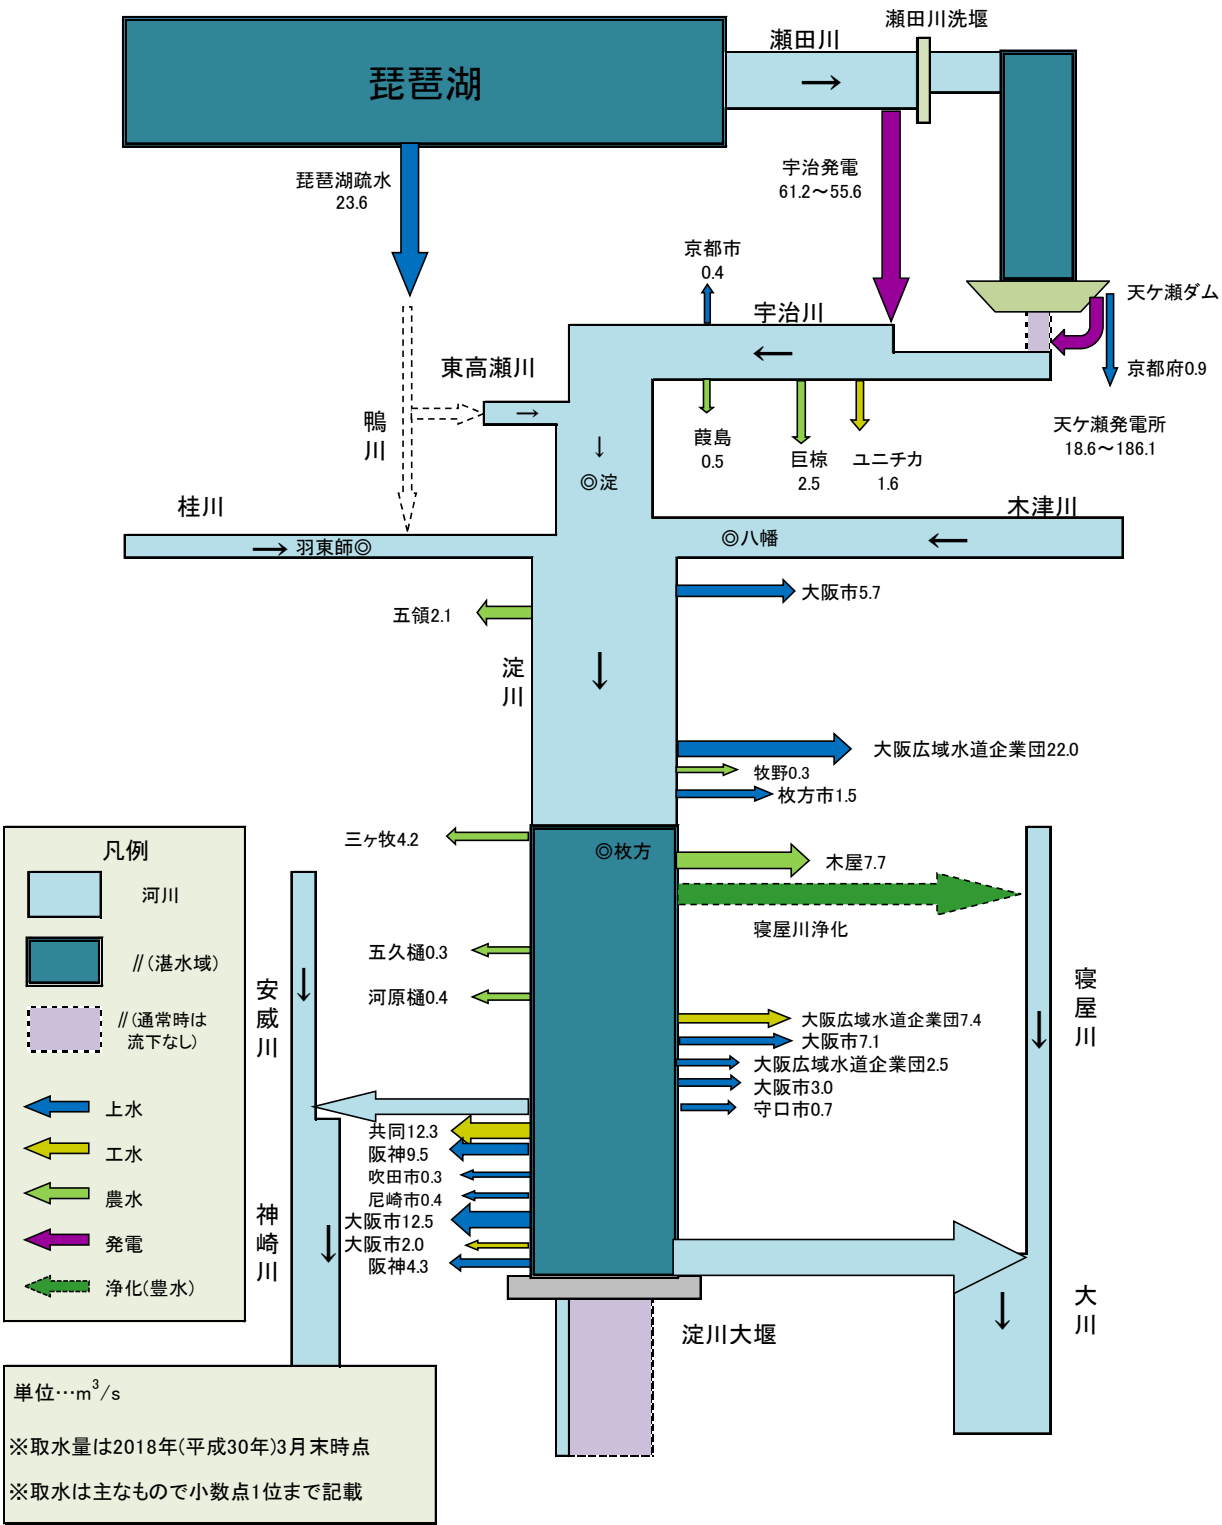 瀬田川洗堰
瀬田川
琵琶湖
琵琶湖疏水
23.6
宇治発電
61.2～55.6
京都市
0.4
天ケ瀬ダム
宇治川
京都府0.9
東高瀬川
鴨
川
葭島
0.5
巨椋
2.5
ユニチカ
1.6
天ケ瀬発電所
18.6～186.1
◎淀
桂川
木津川
羽東師◎
◎八幡
大阪市5.7
五領2.1
淀
川
大阪広域水道企業団22.0
牧野0.3
枚方市1.5
三ヶ牧4.2
◎枚方
木屋7.7
寝屋川浄化
五久樋0.3
河原樋0.4
安
威
川
寝
屋
川
大阪広域水道企業団7.4
大阪市7.1
大阪広域水道企業団2.5
大阪市3.0
守口市0.7
共同12.3
阪神9.5
吹田市0.3
尼崎市0.4
大阪市12.5
大阪市2.0
阪神4.3
神
崎
川
大
川
淀川大堰
凡例
河川
〃(湛水域)
〃(通常時は
流下なし)
上水
工水
農水
発電
浄化(豊水)
単位…m³/s
※取水量は2018年(平成30年)3月末時点
※取水は主なもので小数点1位まで記載